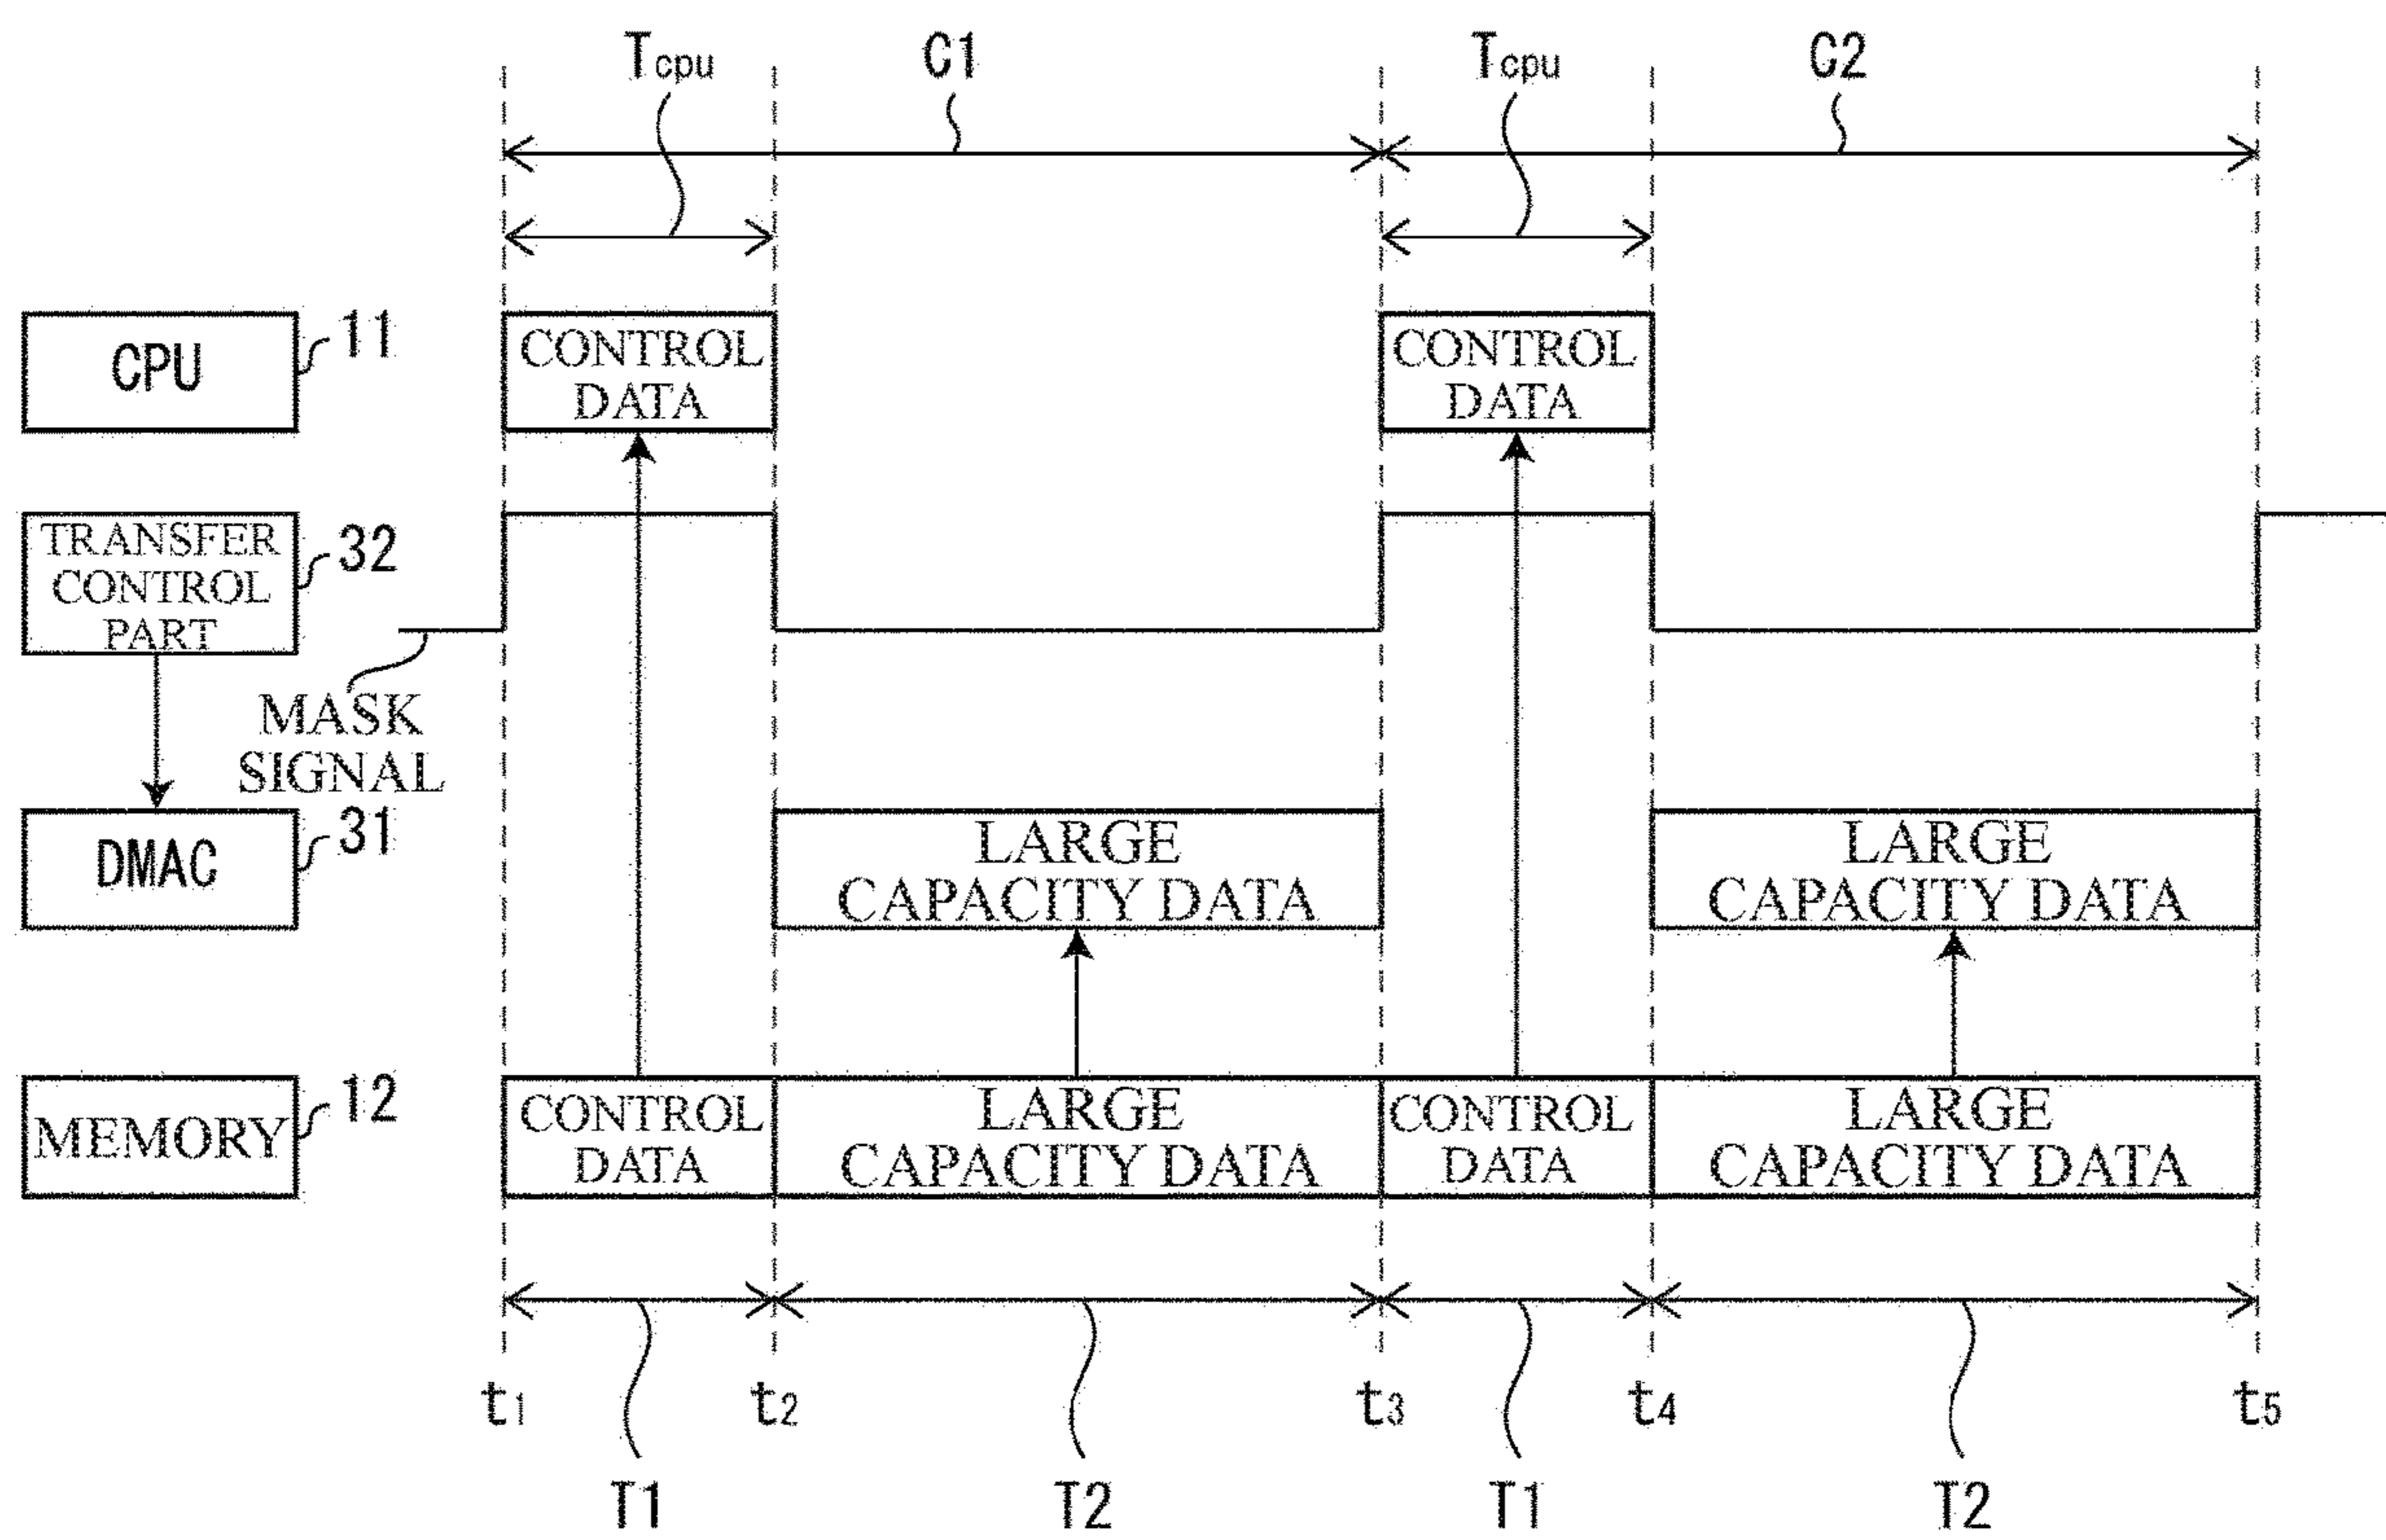 Tcpu C1 Tcpu C2
CPU 11 CONTROL CONTROL
DATA DATA
TRANSFER 32
CONTROL
PART
MASK
SIGNAL
DMAC 31 LARGE LARGE
CAPACITY DATA CAPACITY DATA
MEMORY 12 CONTROL LARGE CONTROL LARGE
DATA CAPACITY DATA DATA CAPACITY DATA
t1 t2 t3 t4 t5
T1 T2 T1 T2